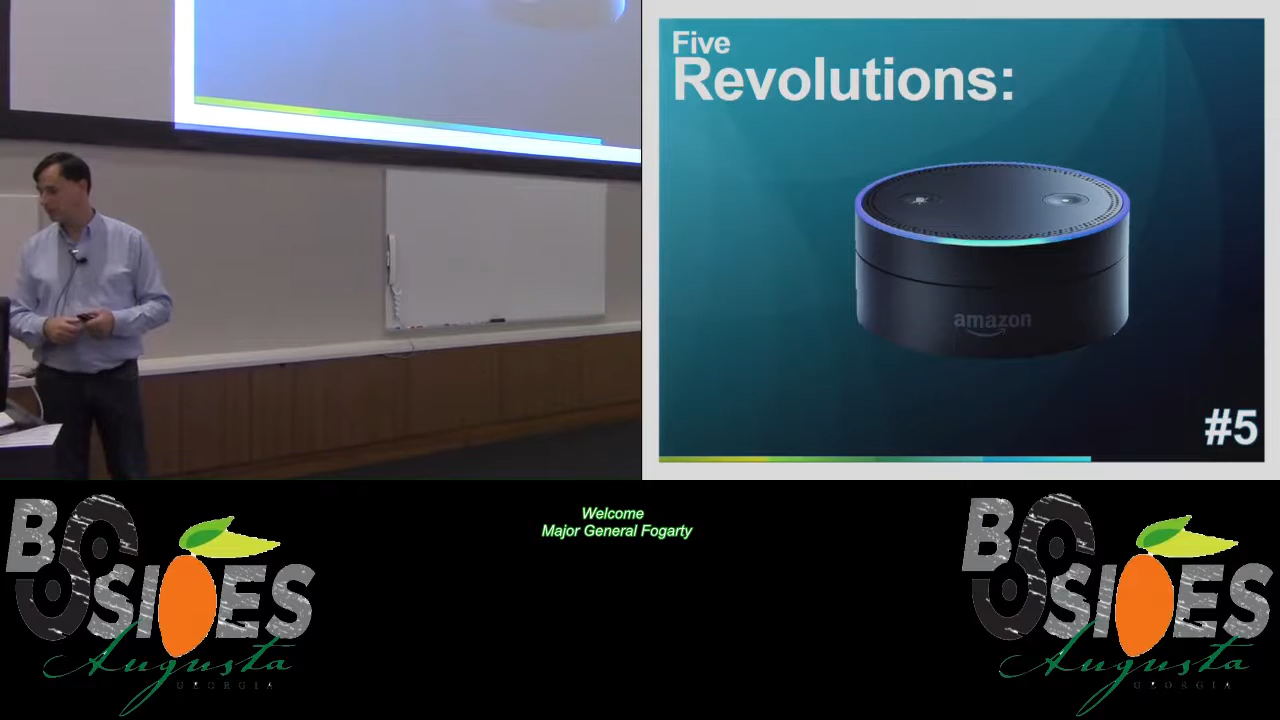 Five
Revolutions:
amazon
#5
Welcome
Major General Fogarty
BSIDES
Augusta
GEORGIA
BSIDES
Augusta
GEORGIA